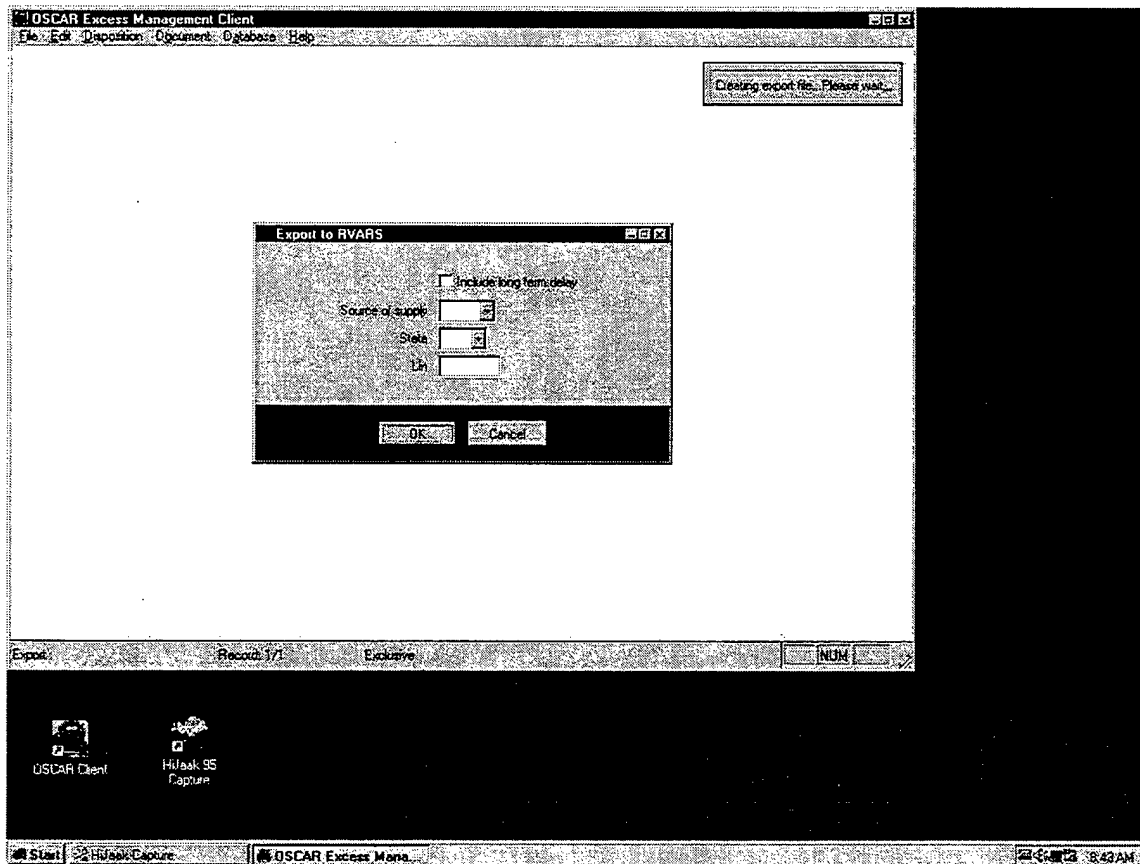 OSCAR Excess Management Client
File Edit Disposition Document Database Help
Creating export file...Please wait...
Export to RVARS
Include long term delay
Source of supply
State
Lin
OK Cancel
Export Record: 1/1 Exclusive NUM
OSCAR Client
HiJaak 95 Capture
Start HiJaak Capture OSCAR Excess Mana... 8:43 AM